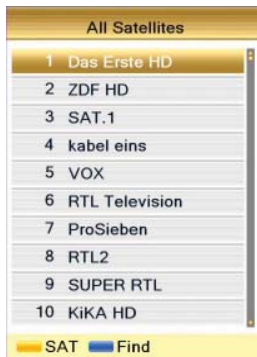 All Satellites
1 Das Erste HD
2 ZDF HD
3 SAT.1
4 kabel eins
5 VOX
6 RTL Television
7 ProSieben
8 RTL2
9 SUPER RTL
10 KiKA HD
SAT Find